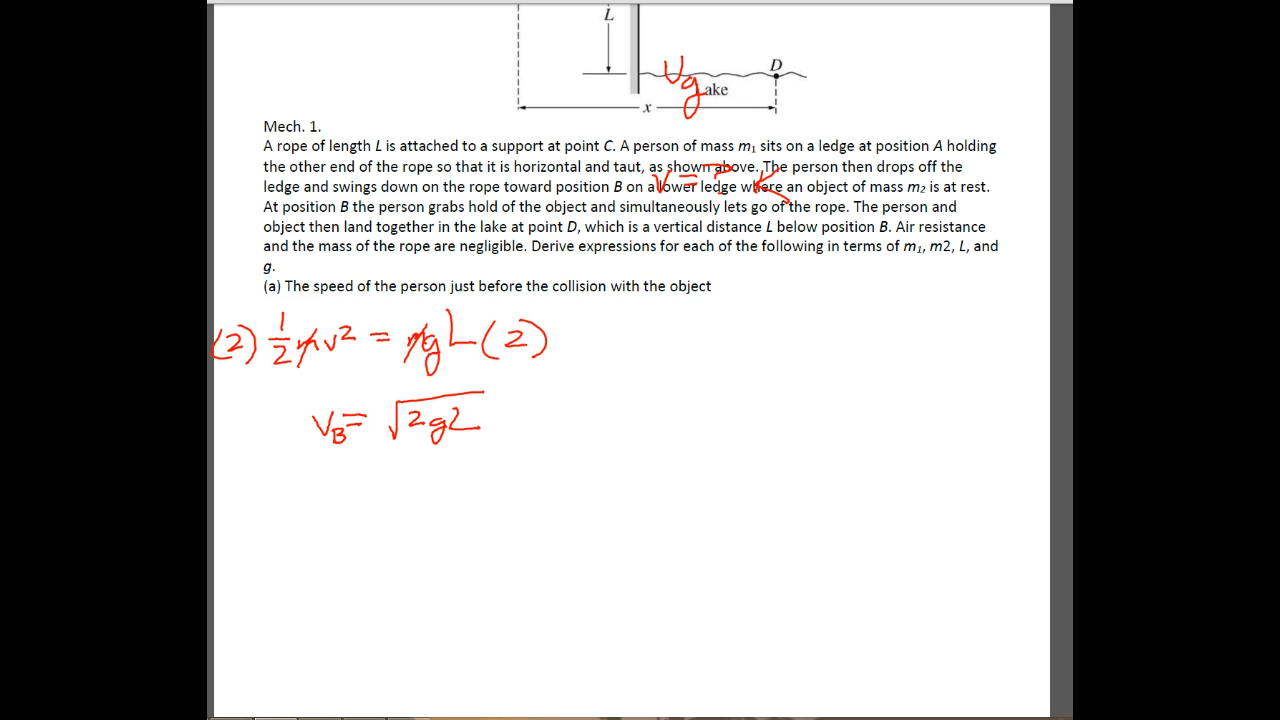 L
D
Ug
Lake
x
Mech. 1.
A rope of length L is attached to a support at point C. A person of mass m₁ sits on a ledge at position A holding
the other end of the rope so that it is horizontal and taut, as shown above. The person then drops off the
v = ? K
ledge and swings down on the rope toward position B on a lower ledge where an object of mass m₂ is at rest.
At position B the person grabs hold of the object and simultaneously lets go of the rope. The person and
object then land together in the lake at point D, which is a vertical distance L below position B. Air resistance
and the mass of the rope are negligible. Derive expressions for each of the following in terms of m₁, m2, L, and
g.
(a) The speed of the person just before the collision with the object
(2) 1/2 mv² = mgL (2)
vB = √2gL